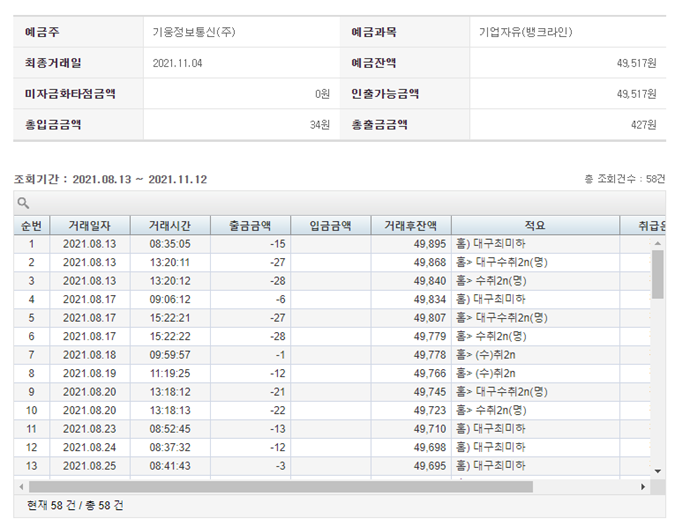 예금주 기웅정보통신(주) 예금과목 기업자유(뱅크라인)
최종거래일 2021.11.04 예금잔액 49,517원
미자금화타점금액 0원 인출가능금액 49,517원
총입금금액 34원 총출금금액 427원
조회기간 : 2021.08.13 ~ 2021.11.12 총 조회건수 : 58건
순번 거래일자 거래시간 출금금액 입금금액 거래후잔액 적요 취급은
1 2021.08.13 08:35:05 -15 49,895 홈) 대구최미하
2 2021.08.13 13:20:11 -27 49,868 홈> 대구수취2n(명)
3 2021.08.13 13:20:12 -28 49,840 홈> 수취2n(명)
4 2021.08.17 09:06:12 -6 49,834 홈) 대구최미하
5 2021.08.17 15:22:21 -27 49,807 홈> 대구수취2n(명)
6 2021.08.17 15:22:22 -28 49,779 홈> 수취2n(명)
7 2021.08.18 09:59:57 -1 49,778 홈> (수)취2n
8 2021.08.19 11:19:25 -12 49,766 홈> (수)취2n
9 2021.08.20 13:18:12 -21 49,745 홈> 대구수취2n(명)
10 2021.08.20 13:18:13 -22 49,723 홈> 수취2n(명)
11 2021.08.23 08:52:45 -13 49,710 홈) 대구최미하
12 2021.08.24 08:37:32 -12 49,698 홈) 대구최미하
13 2021.08.25 08:41:43 -3 49,695 홈) 대구최미하
현재 58 건 / 총 58 건